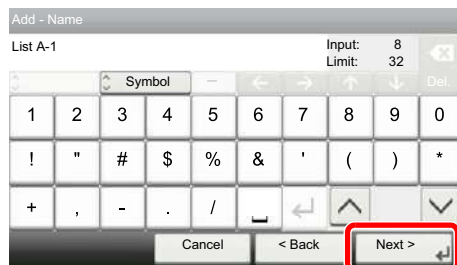 Add - Name
List A-1
Input: 8
Limit: 32
Symbol
Del.
1 2 3 4 5 6 7 8 9 0
! " # $ % & ' ( ) *
+ , - . / ␣
Cancel < Back Next >